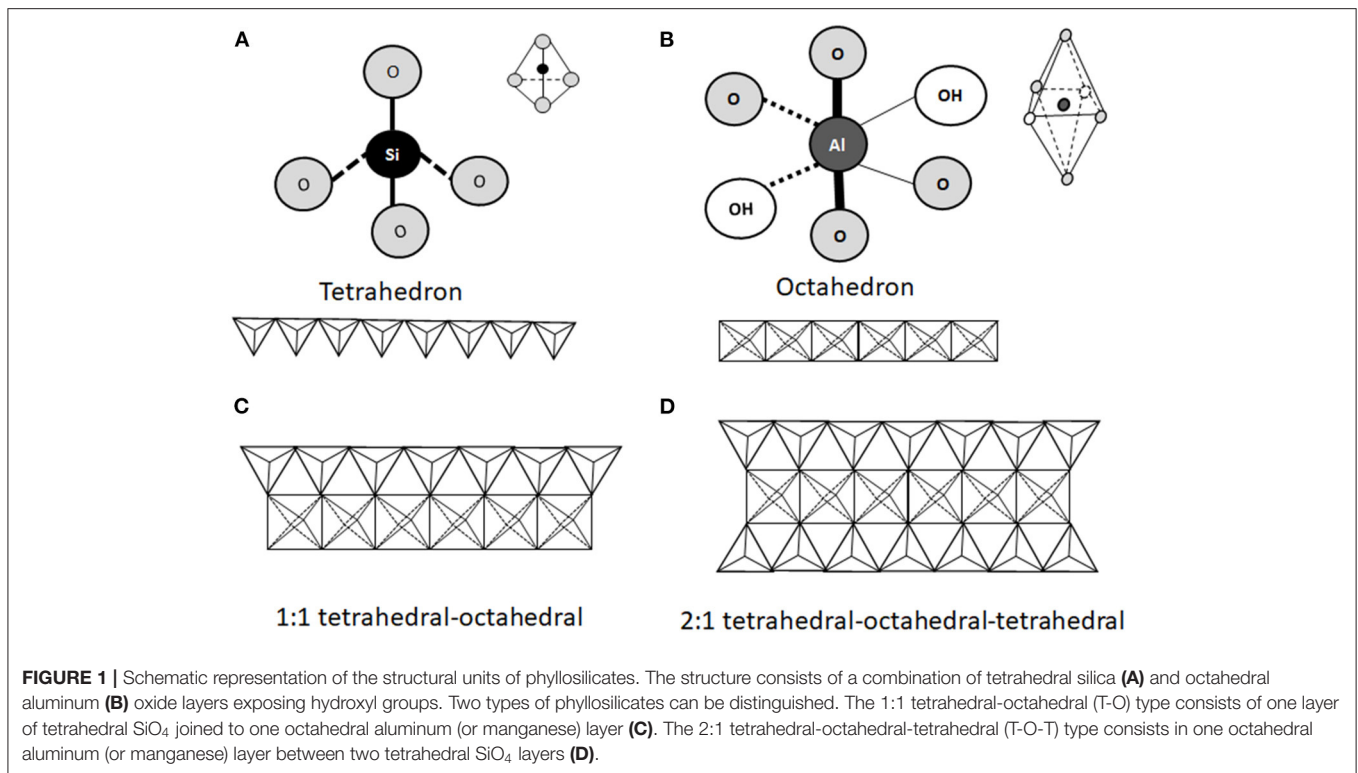 A
O
Si
O
O
O
Tetrahedron
B
O
O
OH
Al
O
OH
O
Octahedron
C
1:1 tetrahedral-octahedral
D
2:1 tetrahedral-octahedral-tetrahedral
FIGURE 1 | Schematic representation of the structural units of phyllosilicates. The structure consists of a combination of tetrahedral silica (A) and octahedral
aluminum (B) oxide layers exposing hydroxyl groups. Two types of phyllosilicates can be distinguished. The 1:1 tetrahedral-octahedral (T-O) type consists of one layer
of tetrahedral SiO₄ joined to one octahedral aluminum (or manganese) layer (C). The 2:1 tetrahedral-octahedral-tetrahedral (T-O-T) type consists in one octahedral
aluminum (or manganese) layer between two tetrahedral SiO₄ layers (D).